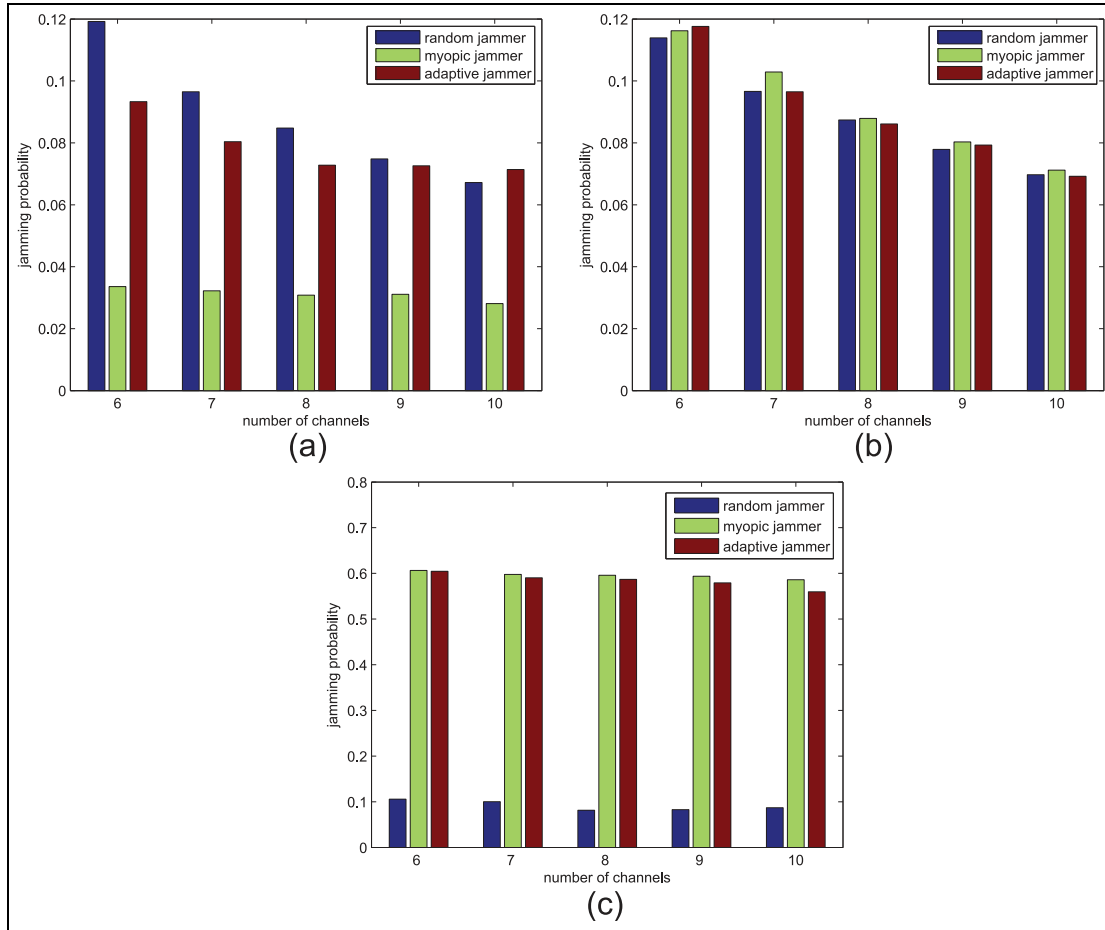 0.12
0.1
0.08
0.06
0.04
0.02
0
jamming probability
random jammer
myopic jammer
adaptive jammer
6 7 8 9 10
number of channels
(a)
0.12
0.1
0.08
0.06
0.04
0.02
0
jamming probability
random jammer
myopic jammer
adaptive jammer
6 7 8 9 10
number of channels
(b)
0.8
0.7
0.6
0.5
0.4
0.3
0.2
0.1
0
jamming probability
random jammer
myopic jammer
adaptive jammer
6 7 8 9 10
number of channels
(c)